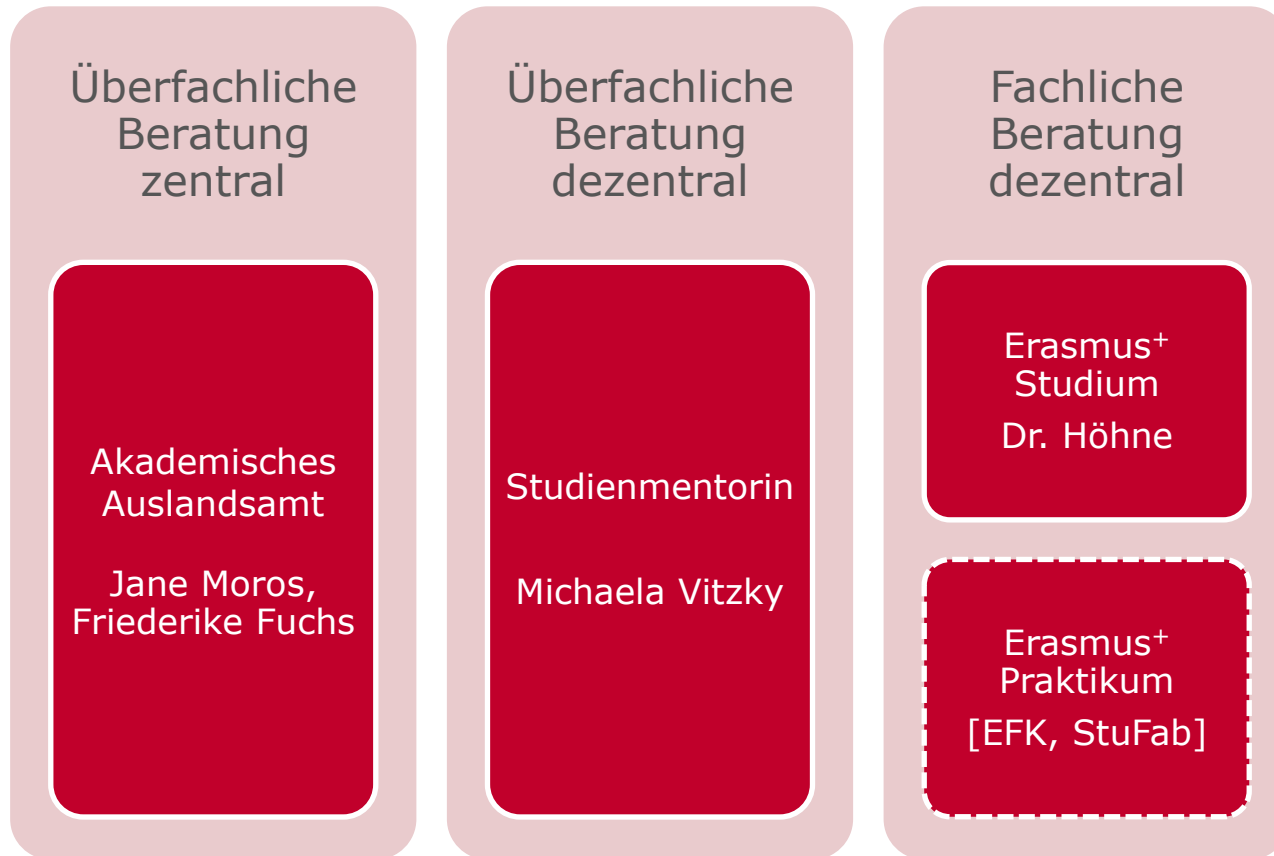 Überfachliche
Beratung
zentral
Akademisches
Auslandsamt
Jane Moros,
Friederike Fuchs
Überfachliche
Beratung
dezentral
Studienmentorin
Michaela Vitzky
Fachliche
Beratung
dezentral
Erasmus⁺
Studium
Dr. Höhne
Erasmus⁺
Praktikum
[EFK, StuFab]